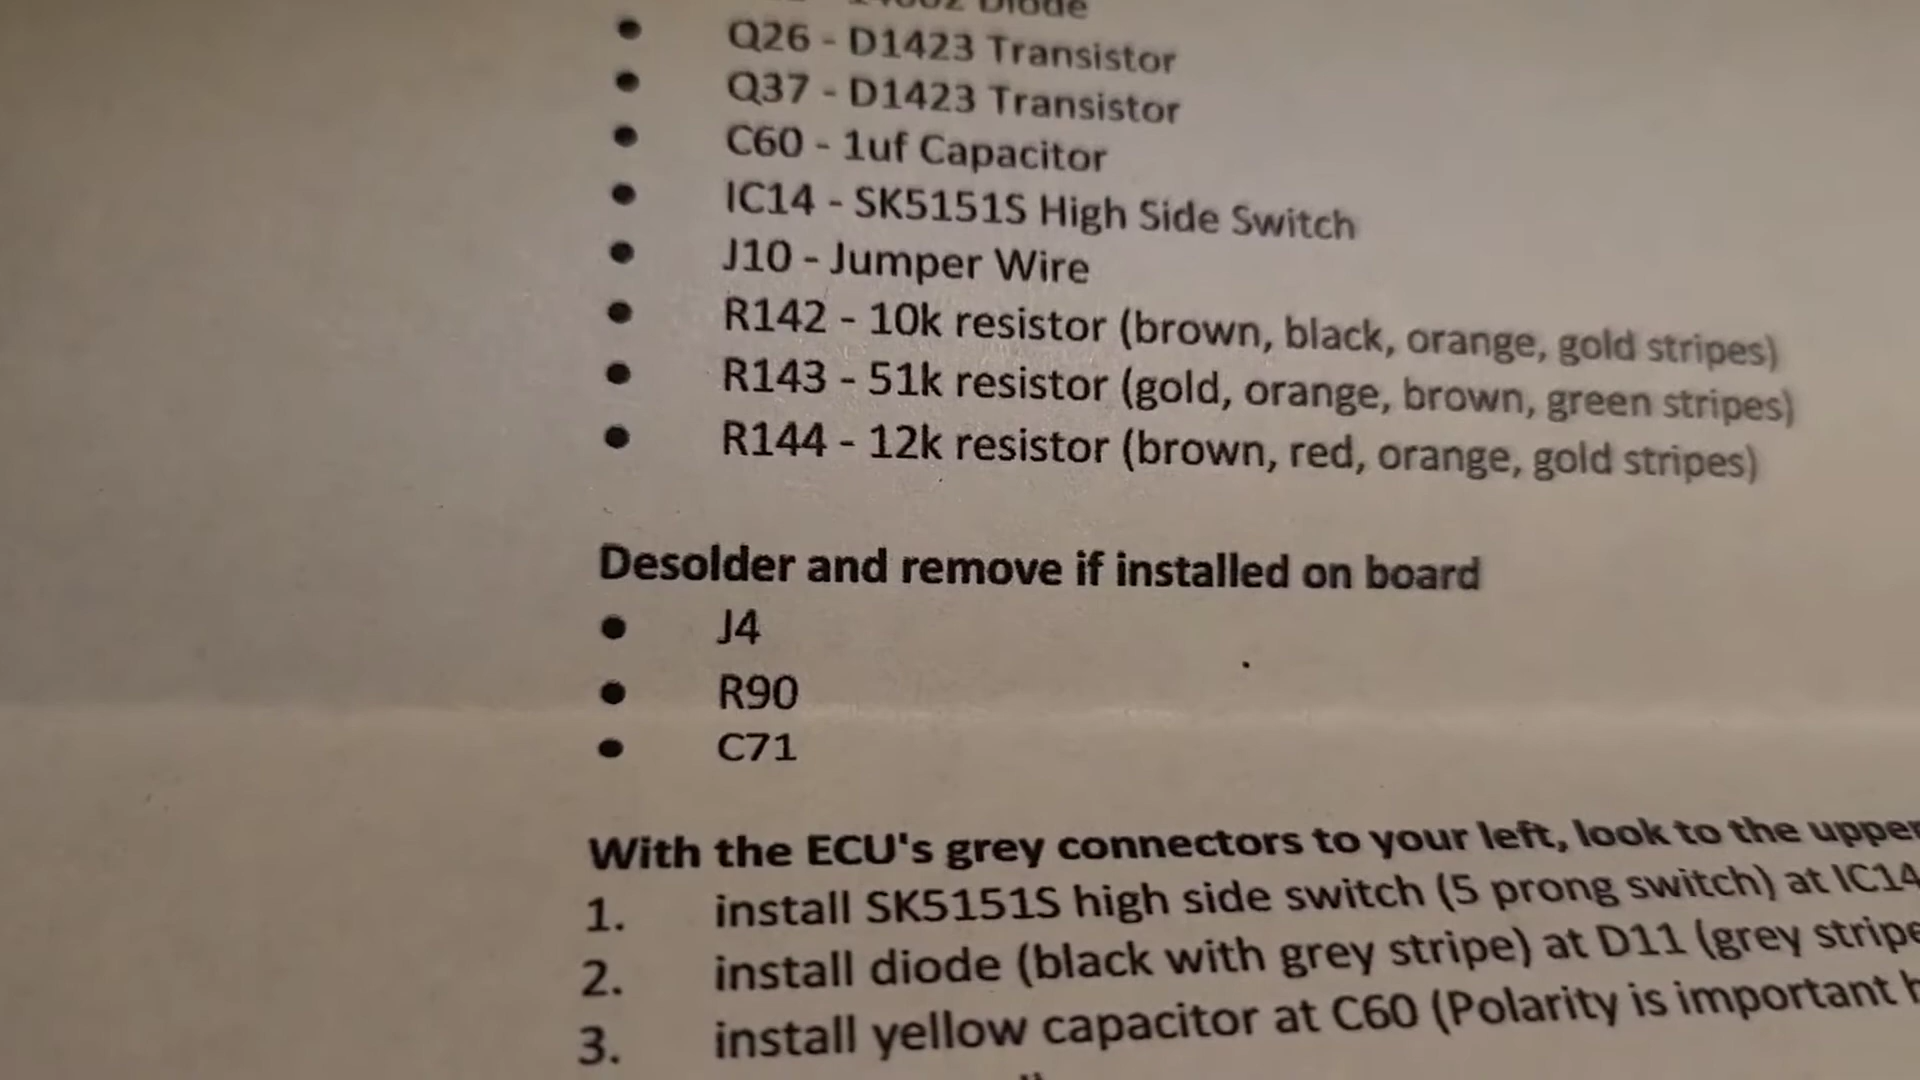 Diode
Q26 - D1423 Transistor
Q37 - D1423 Transistor
C60 - 1uf Capacitor
IC14 - SK5151S High Side Switch
J10 - Jumper Wire
R142 - 10k resistor (brown, black, orange, gold stripes)
R143 - 51k resistor (gold, orange, brown, green stripes)
R144 - 12k resistor (brown, red, orange, gold stripes)
Desolder and remove if installed on board
J4
R90
C71
With the ECU's grey connectors to your left, look to the upper
1. install SK5151S high side switch (5 prong switch) at IC14
2. install diode (black with grey stripe) at D11 (grey stripe
3. install yellow capacitor at C60 (Polarity is important